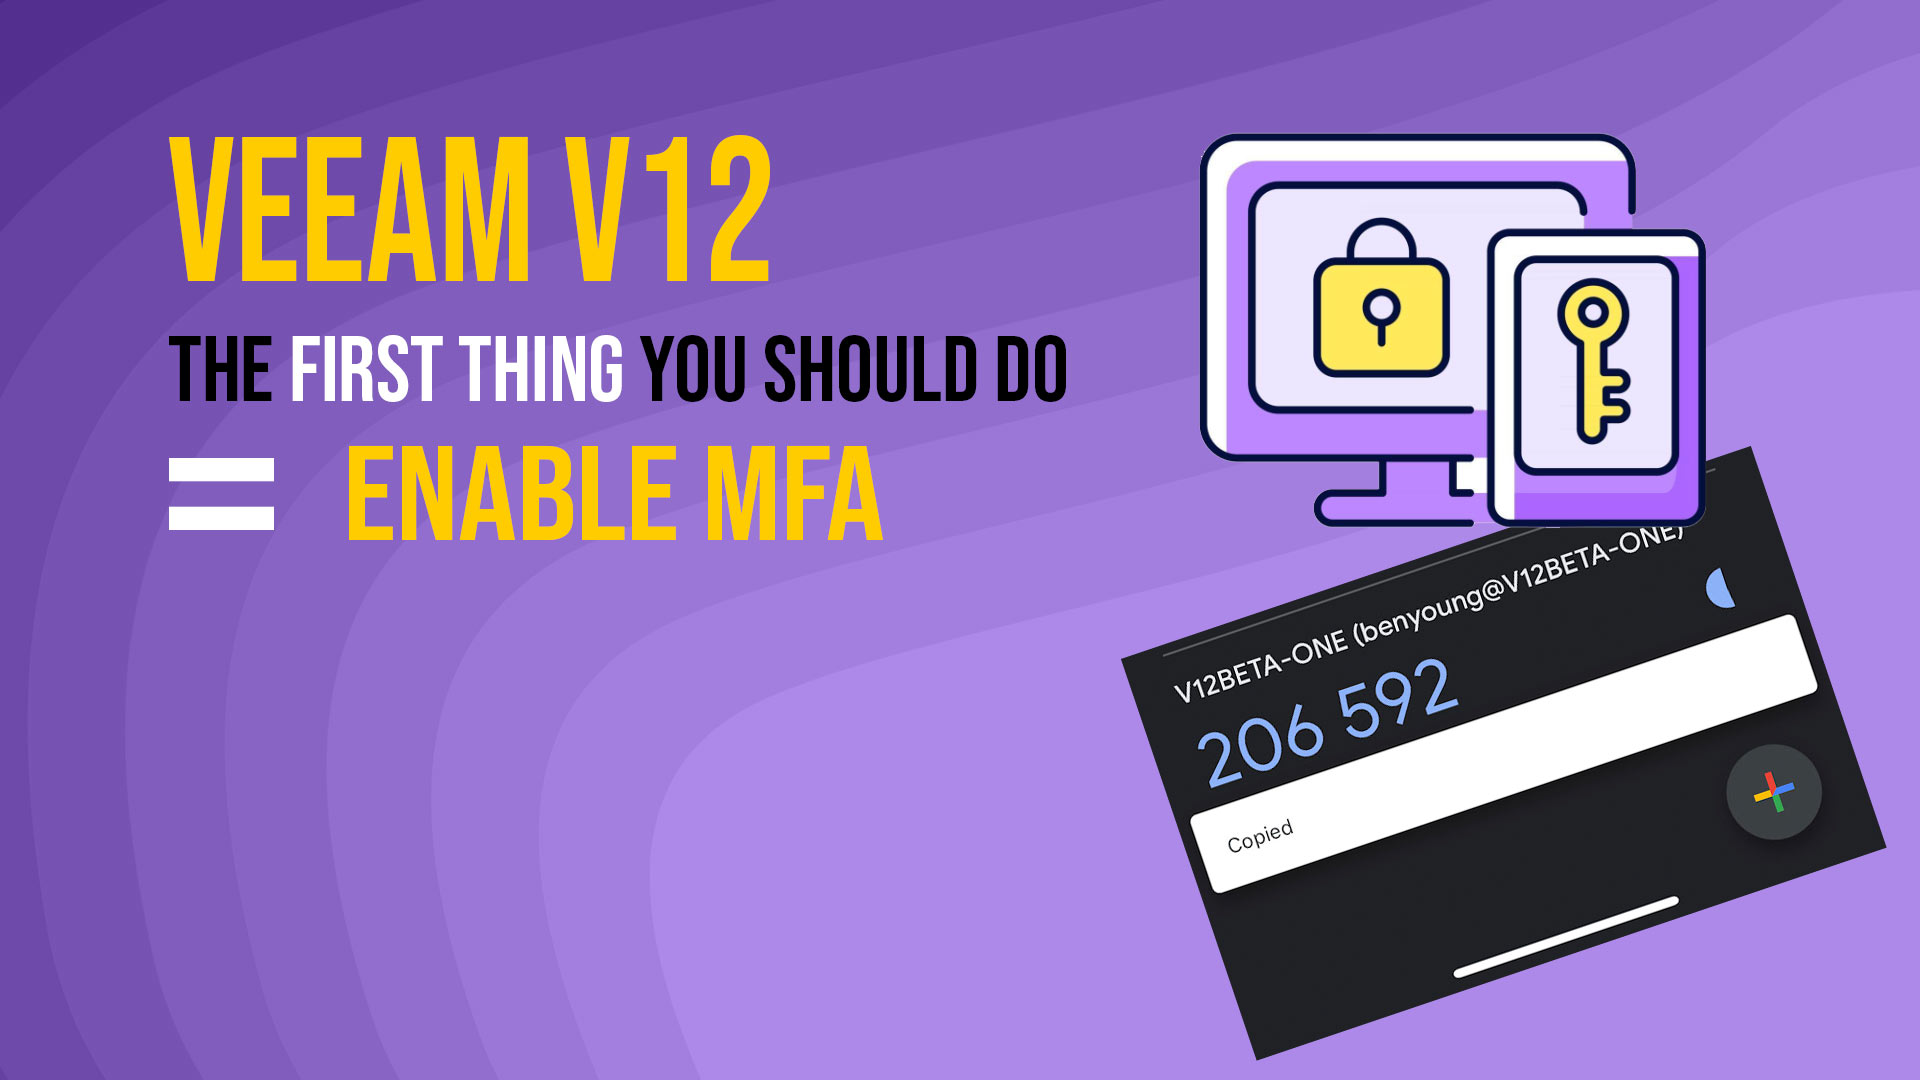 VEEAM V12
THE FIRST THING YOU SHOULD DO
= ENABLE MFA
V12BETA-ONE (benyoung@V12BETA-ONE)
206 592
Copied